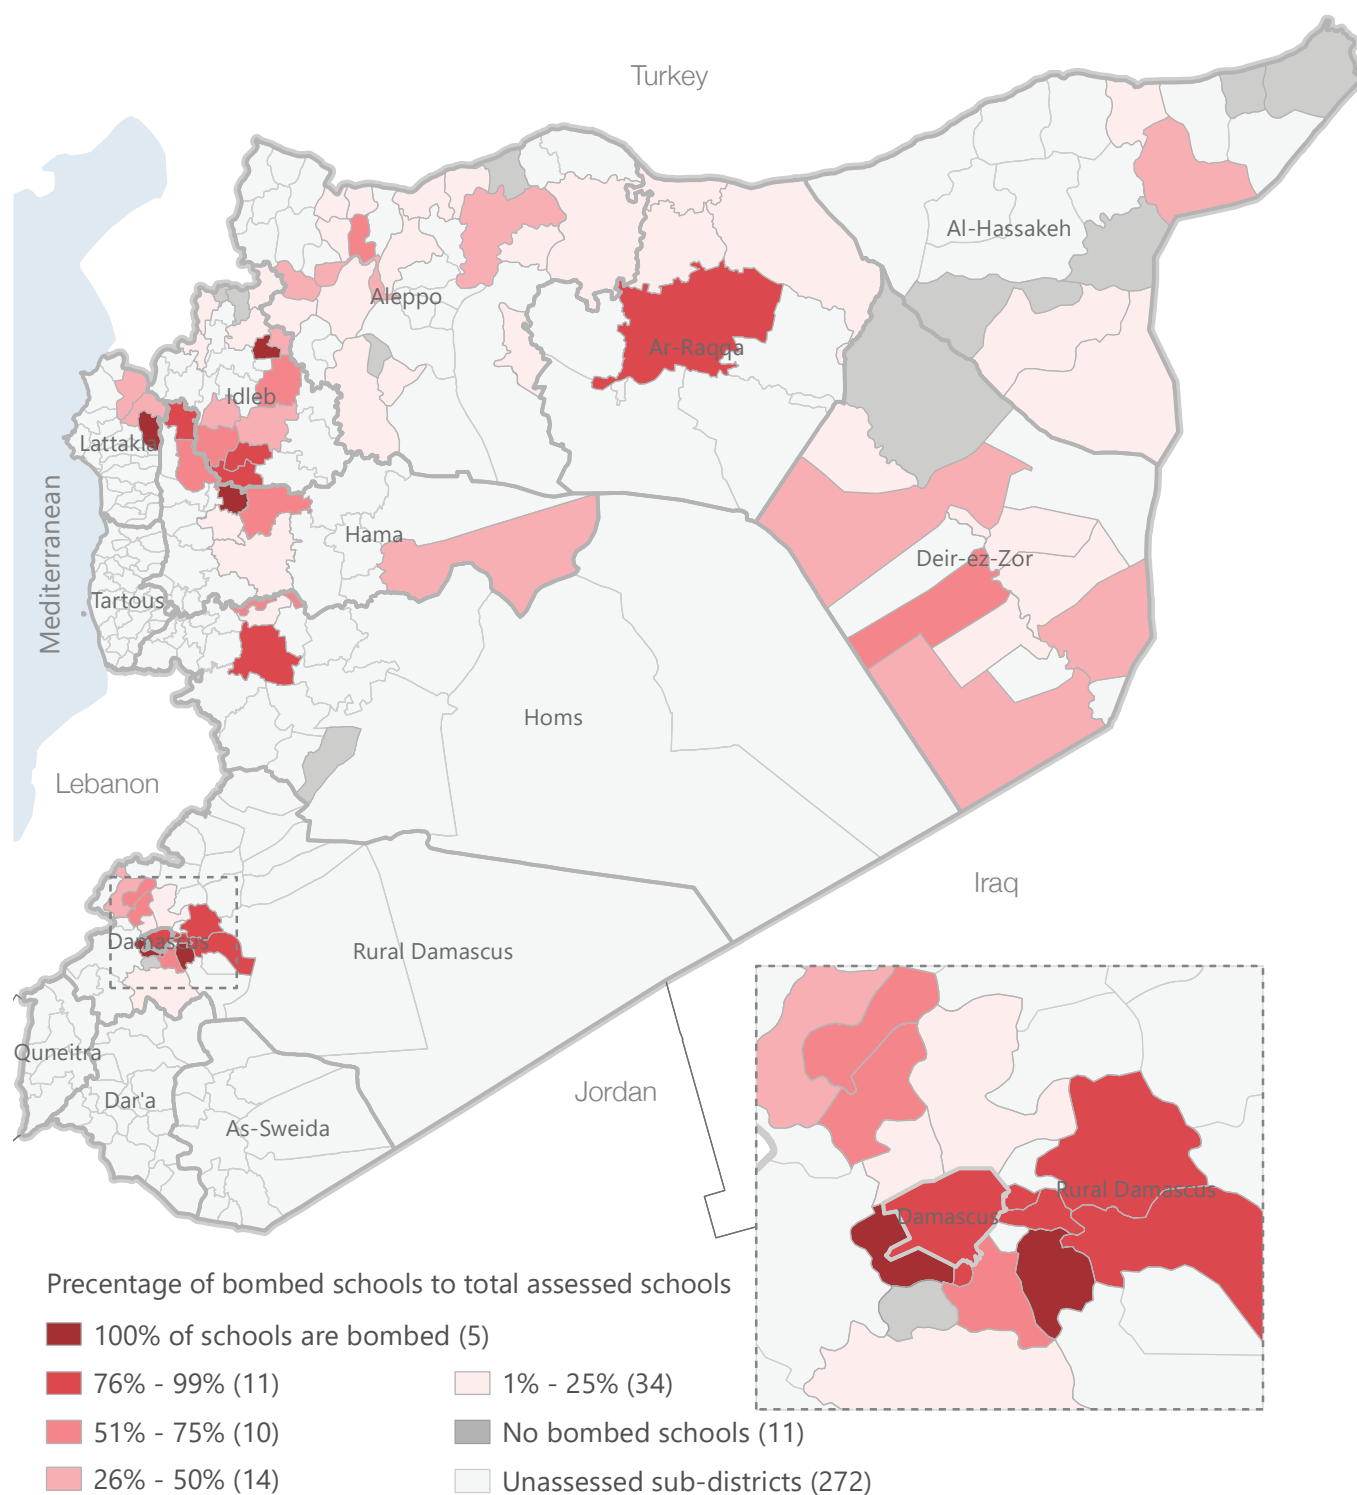 Turkey
Al-Hassakeh
Aleppo
Ar-Raqqa
Idleb
Lattakia
Mediterranean
Hama
Deir-ez-Zor
Tartous
Homs
Lebanon
Iraq
Damascus
Rural Damascus
Quneitra
Jordan
Dar'a
As-Sweida
Rural Damascus
Damascus
Precentage of bombed schools to total assessed schools
100% of schools are bombed (5)
76% - 99% (11)
1% - 25% (34)
51% - 75% (10)
No bombed schools (11)
26% - 50% (14)
Unassessed sub-districts (272)